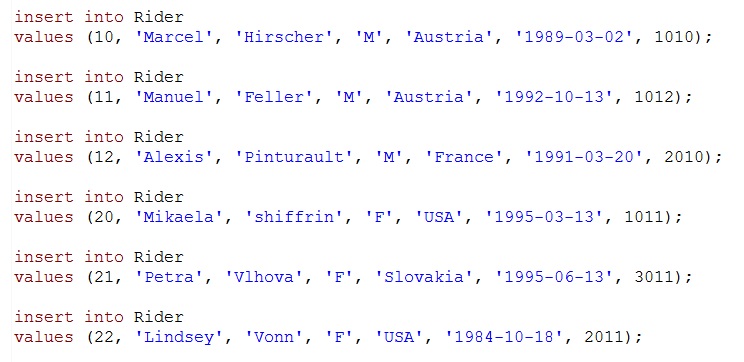 insert into Rider
values (10, 'Marcel', 'Hirscher', 'M', 'Austria', '1989-03-02', 1010);
insert into Rider
values (11, 'Manuel', 'Feller', 'M', 'Austria', '1992-10-13', 1012);
insert into Rider
values (12, 'Alexis', 'Pinturault', 'M', 'France', '1991-03-20', 2010);
insert into Rider
values (20, 'Mikaela', 'shiffrin', 'F', 'USA', '1995-03-13', 1011);
insert into Rider
values (21, 'Petra', 'Vlhova', 'F', 'Slovakia', '1995-06-13', 3011);
insert into Rider
values (22, 'Lindsey', 'Vonn', 'F', 'USA', '1984-10-18', 2011);